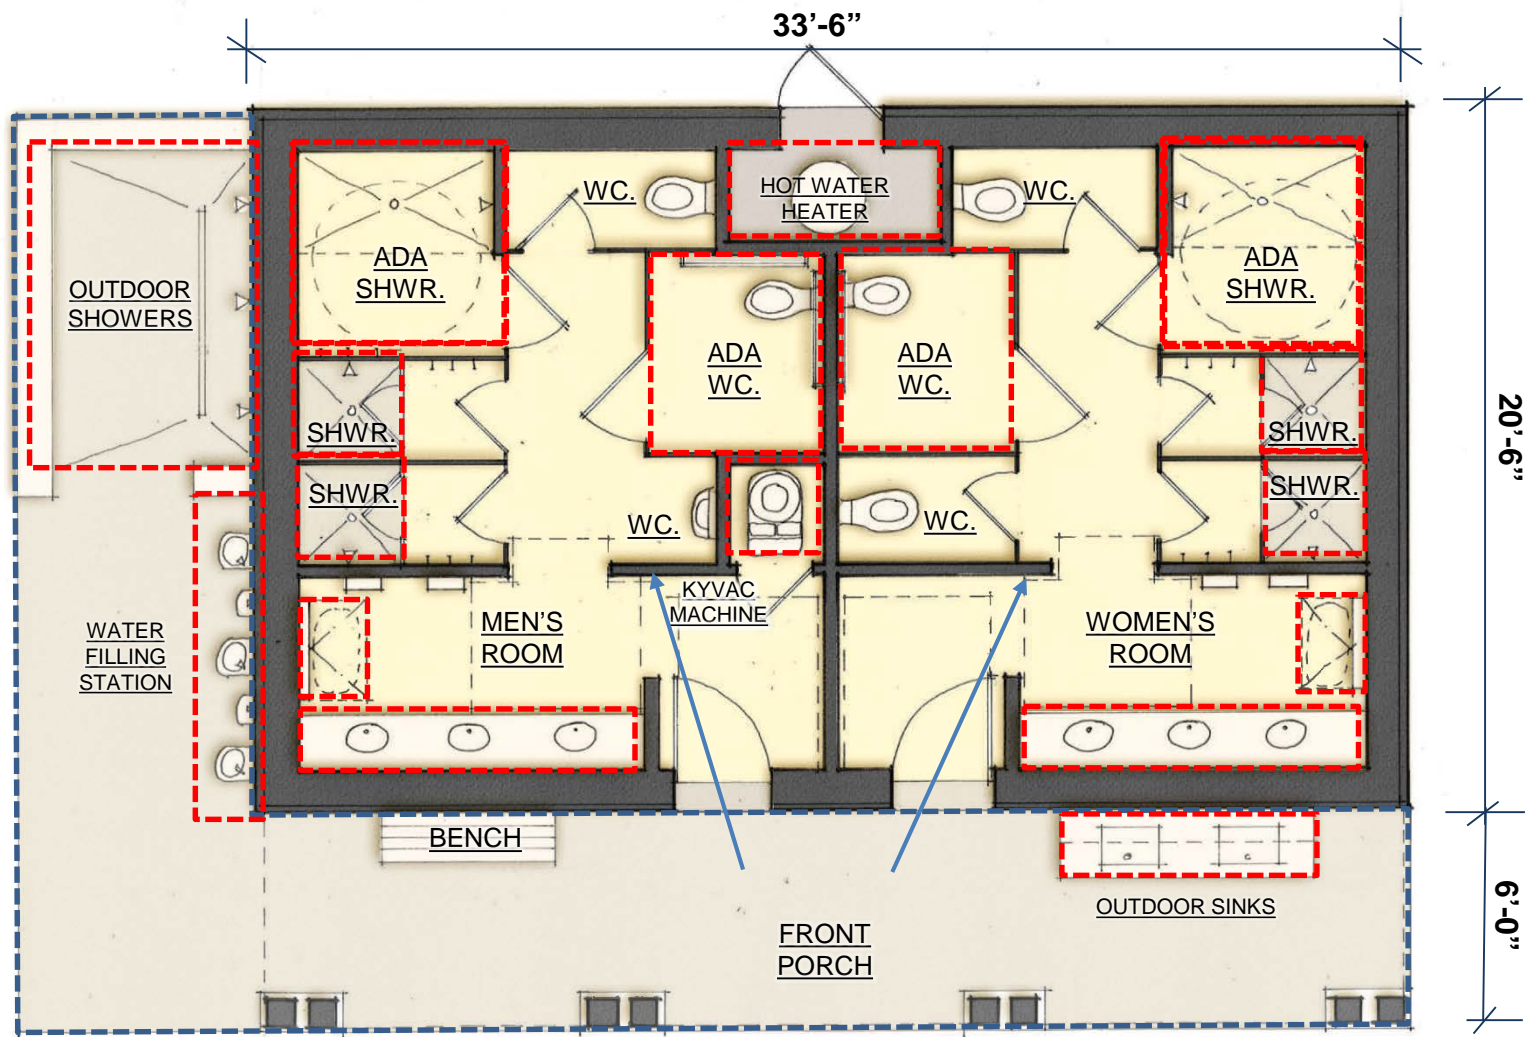 33’-6”
WC.
HOT WATER
HEATER
WC.
ADA
SHWR.
ADA
SHWR.
OUTDOOR
SHOWERS
ADA
WC.
ADA
WC.
SHWR.
SHWR.
20’-6”
SHWR.
SHWR.
WC.
WC.
KYVAC
MACHINE
MEN’S
ROOM
WOMEN’S
ROOM
WATER
FILLING
STATION
BENCH
OUTDOOR SINKS
FRONT
PORCH
6’-0”